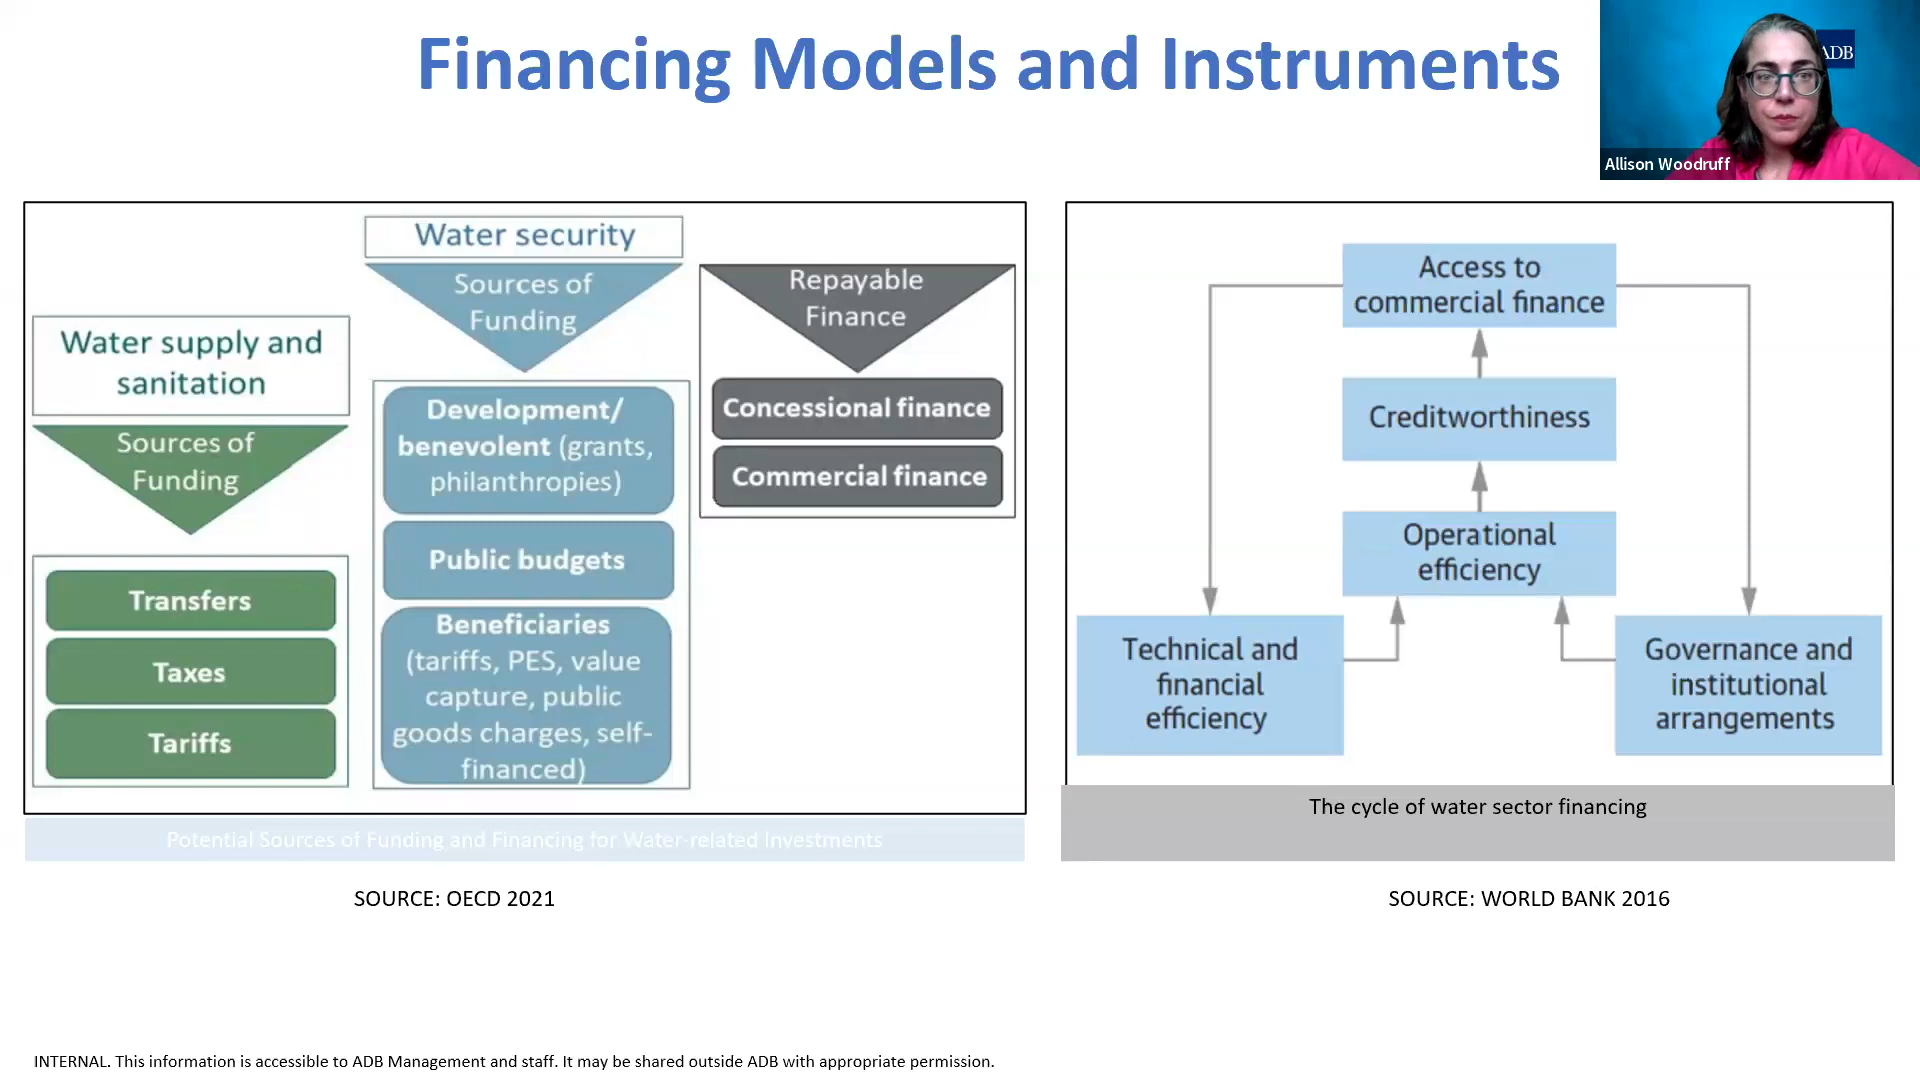 Financing Models and Instruments
ADB
Allison Woodruff
Water security
Sources of
Funding
Repayable
Finance
Water supply and
sanitation
Sources of
Funding
Development/
benevolent (grants,
philanthropies)
Concessional finance
Commercial finance
Public budgets
Transfers
Taxes
Tariffs
Beneficiaries
(tariffs, PES, value
capture, public
goods charges, self-
financed)
Potential Sources of Funding and Financing for Water-related Investments
SOURCE: OECD 2021
Access to
commercial finance
Creditworthiness
Operational
efficiency
Technical and
financial
efficiency
Governance and
institutional
arrangements
The cycle of water sector financing
SOURCE: WORLD BANK 2016
INTERNAL. This information is accessible to ADB Management and staff. It may be shared outside ADB with appropriate permission.